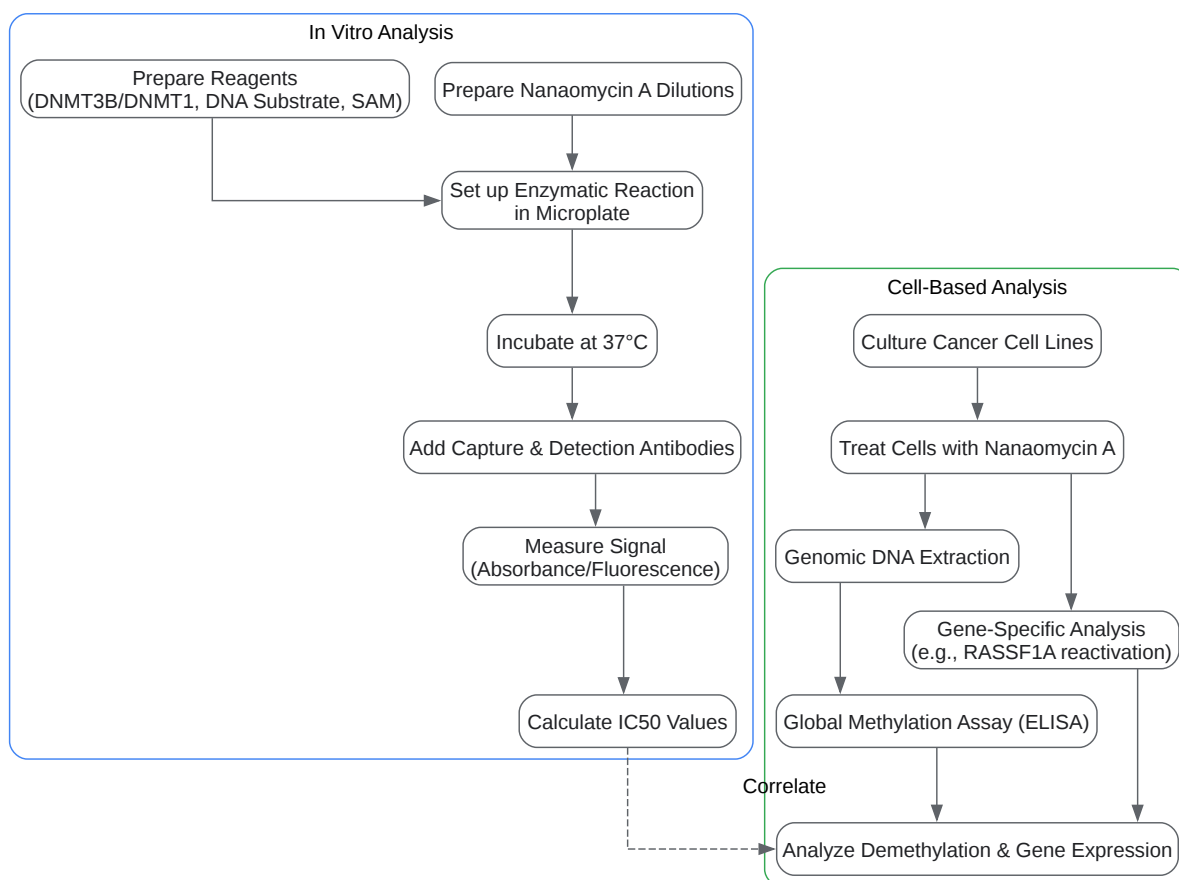 In Vitro Analysis
Prepare Reagents
(DNMT3B/DNMT1, DNA Substrate, SAM)
Prepare Nanaomycin A Dilutions
Set up Enzymatic Reaction
in Microplate
Incubate at 37°C
Add Capture & Detection Antibodies
Measure Signal
(Absorbance/Fluorescence)
Calculate IC50 Values
Correlate
Cell-Based Analysis
Culture Cancer Cell Lines
Treat Cells with Nanaomycin A
Genomic DNA Extraction
Gene-Specific Analysis
(e.g., RASSF1A reactivation)
Global Methylation Assay (ELISA)
Analyze Demethylation & Gene Expression